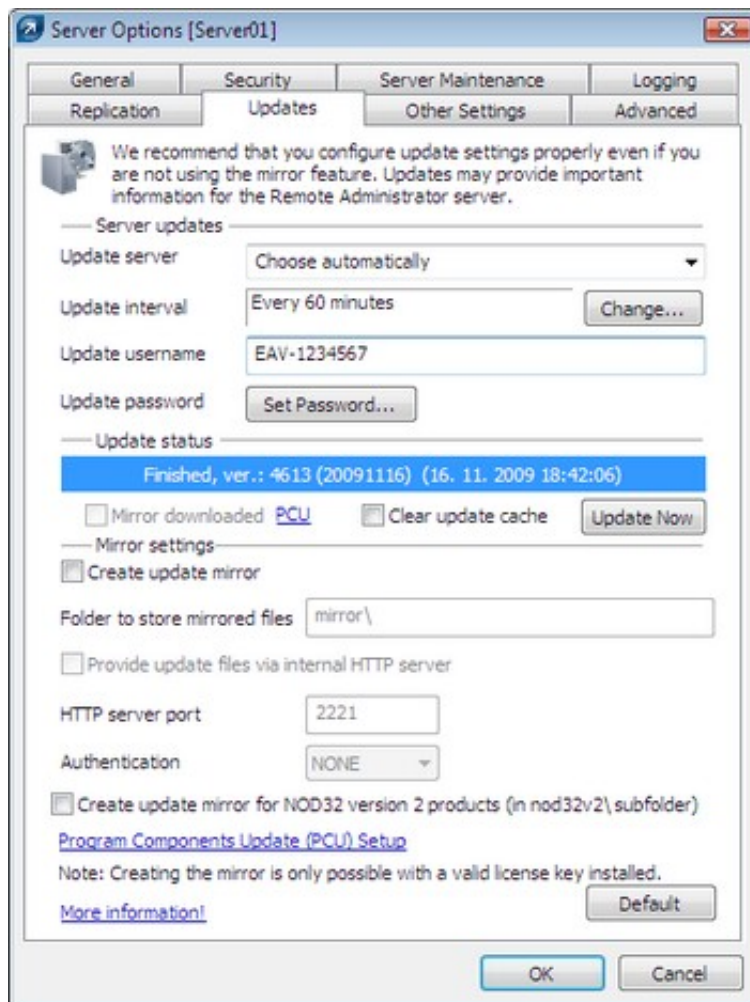 Server Options [Server01]
General Security Server Maintenance Logging
Replication Updates Other Settings Advanced
We recommend that you configure update settings properly even if you
are not using the mirror feature. Updates may provide important
information for the Remote Administrator server.
Server updates
Update server Choose automatically
Update interval Every 60 minutes Change...
Update username EAV-1234567
Update password Set Password...
Update status
Finished, ver.: 4613 (20091116) (16. 11. 2009 18:42:06)
Mirror downloaded PCU Clear update cache Update Now
Mirror settings
Create update mirror
Folder to store mirrored files mirror\
Provide update files via internal HTTP server
HTTP server port 2221
Authentication NONE
Create update mirror for NOD32 version 2 products (in nod32v2\ subfolder)
Program Components Update (PCU) Setup
Note: Creating the mirror is only possible with a valid license key installed.
More information!
Default
OK Cancel